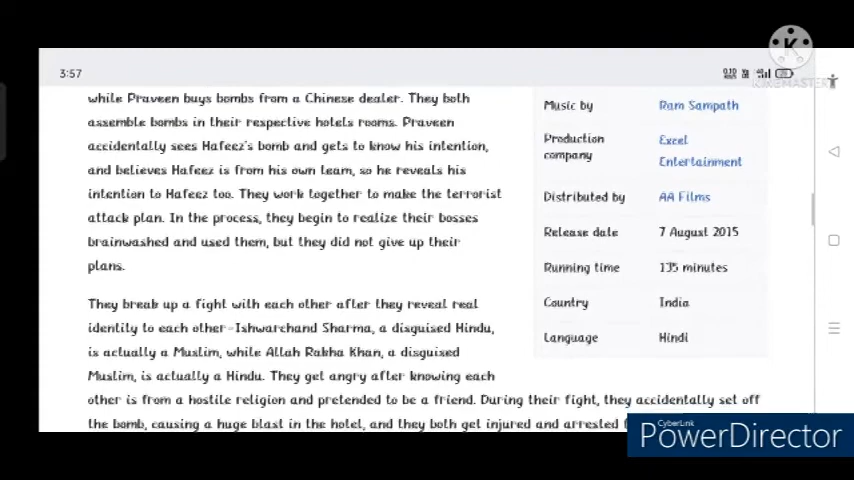 3:57
while Praveen buys bombs from a Chinese dealer. They both
assemble bombs in their respective hotels rooms. Praveen
accidentally sees Hafeez's bomb and gets to know his intention,
and believes Hafeez is from his own team, so he reveals his
intention to Hafeez too. They work together to make the terrorist
attack plan. In the process, they begin to realize their bosses
brainwashed and used them, but they did not give up their
plans.
They break up a fight with each other after they reveal real
identity to each other-Ishwarchand Sharma, a disguised Hindu,
is actually a Muslim, while Allah Rakha Khan, a disguised
Muslim, is actually a Hindu. They get angry after knowing each
other is from a hostile religion and pretended to be a friend. During their fight, they accidentally set off
the bomb, causing a huge blast in the hotel, and they both get injured and arrested
Music by Ram Sampath
Production company Excel Entertainment
Distributed by AA Films
Release date 7 August 2015
Running time 135 minutes
Country India
Language Hindi
K
KINEMASTER
CyberLink
PowerDirector